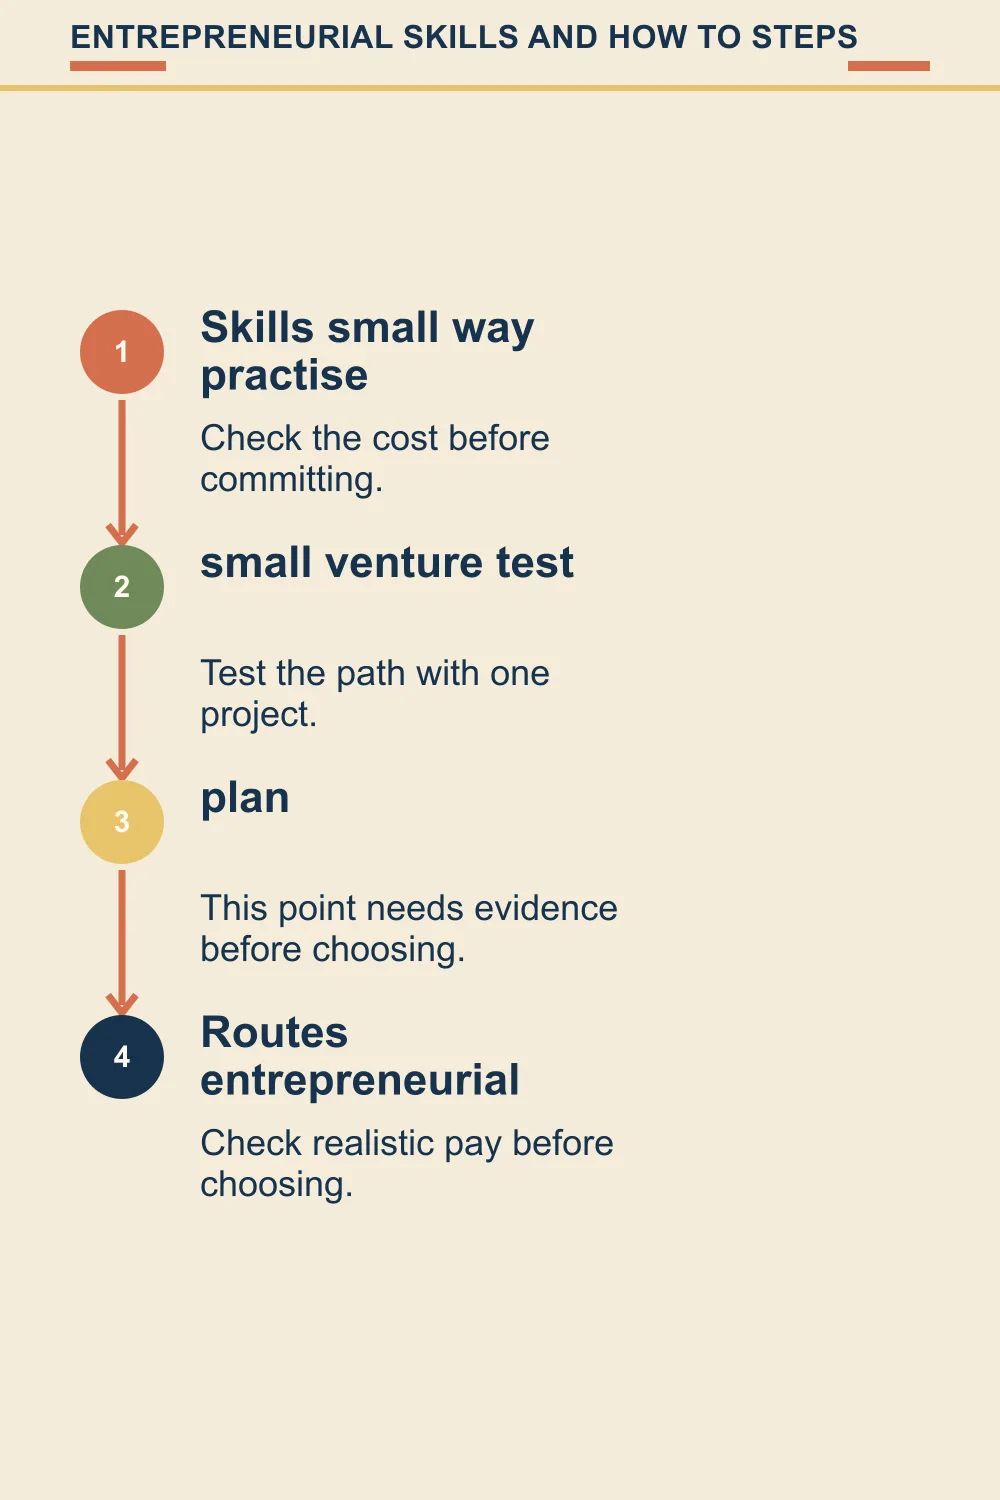 ENTREPRENEURIAL SKILLS AND HOW TO STEPS
1
Skills small way
practise
Check the cost before
committing.
2
small venture test
Test the path with one
project.
3
plan
This point needs evidence
before choosing.
4
Routes
entrepreneurial
Check realistic pay before
choosing.